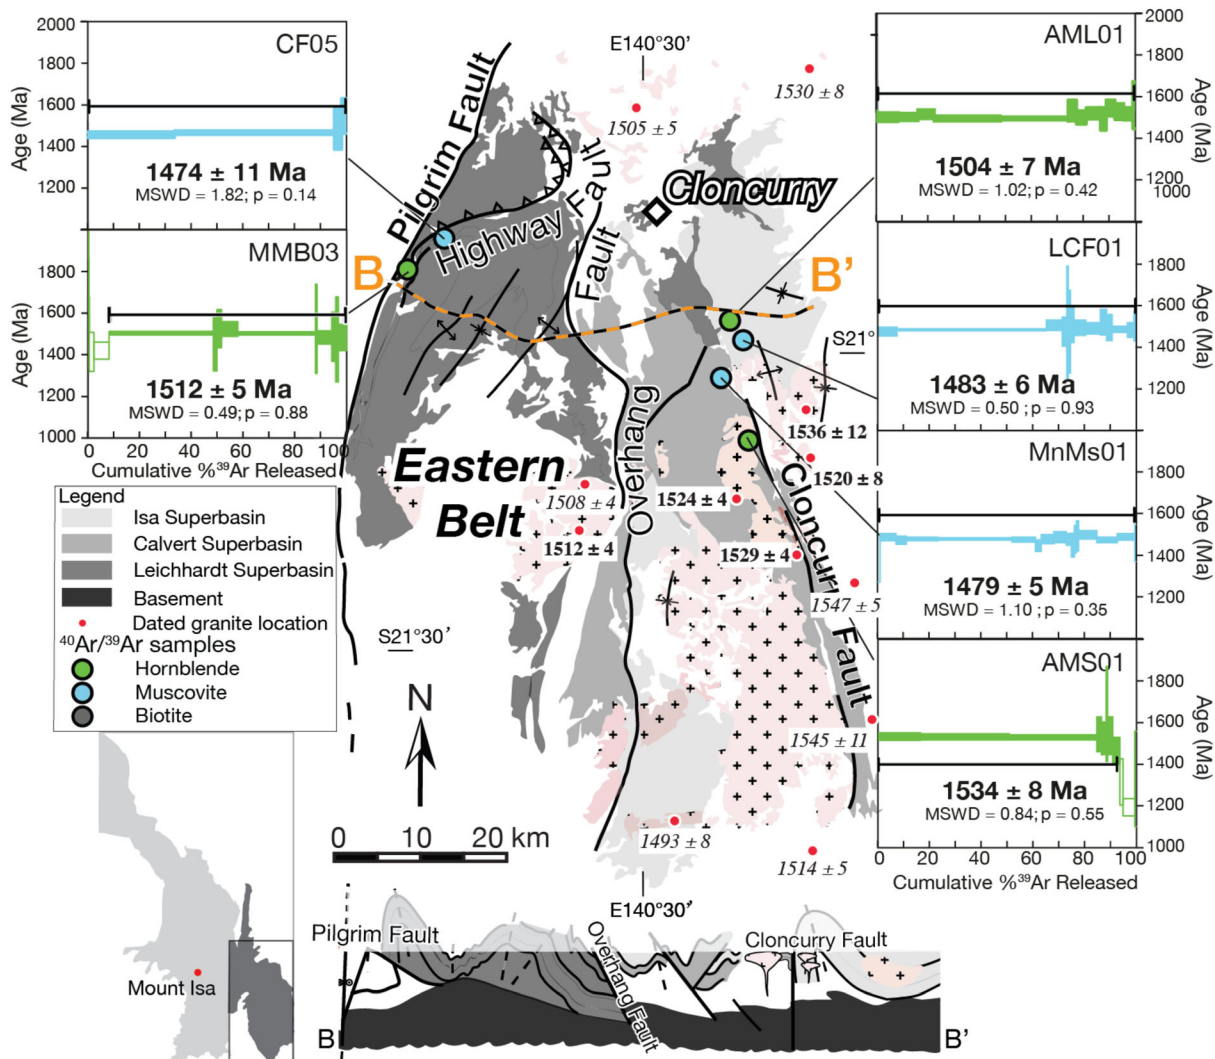 2000
CF05
1800
1600
1400
1200
Age (Ma)
1474 ± 11 Ma
MSWD = 1.82; p = 0.14
MMB03
1800
1600
1400
1200
1000
Age (Ma)
1512 ± 5 Ma
MSWD = 0.49; p = 0.88
0 20 40 60 80 100
Cumulative %³⁹Ar Released
Legend
Isa Superbasin
Calvert Superbasin
Leichhardt Superbasin
Basement
Dated granite location
⁴⁰Ar/³⁹Ar samples
Hornblende
Muscovite
Biotite
Mount Isa
E140°30’
1530 ± 8
1505 ± 5
Pilgrim Fault
Highway Fault
Fault
Cloncurry
B
B’
S21°
Eastern
Belt
Overhang
1536 ± 12
1520 ± 8
1508 ± 4
1524 ± 4
1512 ± 4
1529 ± 4
1547 ± 5
Fault
S21°30’
N
1545 ± 11
0 10 20 km
1493 ± 8
1514 ± 5
E140°30’
Pilgrim Fault
Overhang Fault
Cloncurry Fault
B
B’
2000
AML01
1800
1600
1400
1200
1000
Age (Ma)
1504 ± 7 Ma
MSWD = 1.02; p = 0.42
LCF01
1800
1600
1400
1200
Age (Ma)
1483 ± 6 Ma
MSWD = 0.50 ; p = 0.93
MnMs01
1800
1600
1400
1200
Age (Ma)
1479 ± 5 Ma
MSWD = 1.10 ; p = 0.35
AMS01
1800
1600
1400
1200
1000
Age (Ma)
1534 ± 8 Ma
MSWD = 0.84; p = 0.55
0 20 40 60 80 100
Cumulative %³⁹Ar Released